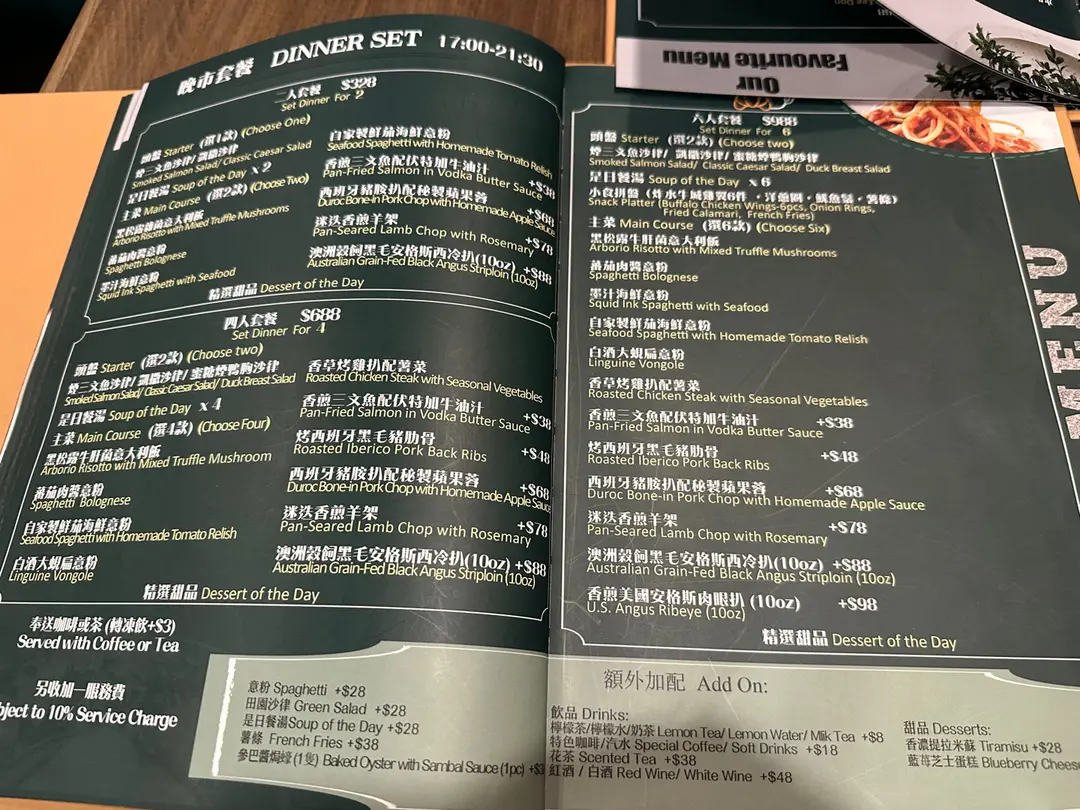 晚市套餐 DINNER SET 17:00-21:30
二人套餐 $328
Set Dinner For 2
頭盤 Starter (選1款) (Choose One)
煙三文魚沙律/ 凱撒沙律
Smoked Salmon Salad/ Classic Caesar Salad
是日餐湯 Soup of the Day x 2
主菜 Main Course (選2款) (Choose Two)
黑松露牛肝菌意大利飯
Arborio Risotto with Mixed Truffle Mushrooms
蕃茄肉醬意粉
Spaghetti Bolognese
墨汁海鮮意粉
Squid Ink Spaghetti with Seafood
自家製鮮茄海鮮意粉
Seafood Spaghetti with Homemade Tomato Relish
香煎三文魚配伏特加牛油汁 +$38
Pan-Fried Salmon in Vodka Butter Sauce
西班牙豬胺扒配秘製蘋果蓉 +$68
Duroc Bone-in Pork Chop with Homemade Apple Sauce
迷迭香煎羊架 +$78
Pan-Seared Lamb Chop with Rosemary
澳洲穀飼黑毛安格斯西冷扒(10oz) +$88
Australian Grain-Fed Black Angus Striploin (10oz)
精選甜品 Dessert of the Day
四人套餐 $688
Set Dinner For 4
頭盤 Starter (選2款) (Choose two)
煙三文魚沙律/ 凱撒沙律/ 蜜糖煙鴨胸沙律
Smoked Salmon Salad/ Classic Caesar Salad/ Duck Breast Salad
是日餐湯 Soup of the Day x 4
主菜 Main Course (選4款) (Choose Four)
黑松露牛肝菌意大利飯
Arborio Risotto with Mixed Truffle Mushroom
蕃茄肉醬意粉
Spaghetti Bolognese
自家製鮮茄海鮮意粉
Seafood Spaghetti with Homemade Tomato Relish
白酒大蜆扁意粉
Linguine Vongole
香草烤雞扒配薯菜
Roasted Chicken Steak with Seasonal Vegetables
香煎三文魚配伏特加牛油汁 +$38
Pan-Fried Salmon in Vodka Butter Sauce
烤西班牙黑毛豬肋骨 +$48
Roasted Iberico Pork Back Ribs
西班牙豬胺扒配秘製蘋果蓉 +$68
Duroc Bone-in Pork Chop with Homemade Apple Sauce
迷迭香煎羊架 +$78
Pan-Seared Lamb Chop with Rosemary
澳洲穀飼黑毛安格斯西冷扒(10oz) +$88
Australian Grain-Fed Black Angus Striploin (10oz)
精選甜品 Dessert of the Day
奉送咖啡或茶 (轉凍飲+$3)
Served with Coffee or Tea
另收加一服務費
bject to 10% Service Charge
意粉 Spaghetti +$28
田園沙律 Green Salad +$28
是日餐湯Soup of the Day +$28
薯條 French Fries +$38
參巴醬焗蠔(1隻) Baked Oyster with Sambal Sauce (1pc)
Our
Favourite Menu
六人套餐 $988
Set Dinner For 6
頭盤 Starter (選2款) (Choose two)
煙三文魚沙律/ 凱撒沙律/ 蜜糖煙鴨胸沙律
Smoked Salmon Salad/ Classic Caesar Salad/ Duck Breast Salad
是日餐湯 Soup of the Day x 6
小食拼盤 (炸水牛城雞翼6件 ・洋蔥圈・魷魚鬚・薯條)
Snack Platter (Buffalo Chicken Wings-6pcs, Onion Rings,
Fried Calamari, French Fries)
主菜 Main Course (選6款) (Choose Six)
黑松露牛肝菌意大利飯
Arborio Risotto with Mixed Truffle Mushrooms
蕃茄肉醬意粉
Spaghetti Bolognese
墨汁海鮮意粉
Squid Ink Spaghetti with Seafood
自家製鮮茄海鮮意粉
Seafood Spaghetti with Homemade Tomato Relish
白酒大蜆扁意粉
Linguine Vongole
香草烤雞扒配薯菜
Roasted Chicken Steak with Seasonal Vegetables
香煎三文魚配伏特加牛油汁 +$38
Pan-Fried Salmon in Vodka Butter Sauce
烤西班牙黑毛豬肋骨 +$48
Roasted Iberico Pork Back Ribs
西班牙豬胺扒配秘製蘋果蓉 +$68
Duroc Bone-in Pork Chop with Homemade Apple Sauce
迷迭香煎羊架 +$78
Pan-Seared Lamb Chop with Rosemary
澳洲穀飼黑毛安格斯西冷扒(10oz) +$88
Australian Grain-Fed Black Angus Striploin (10oz)
香煎美國安格斯肉眼扒 (10oz) +$98
U.S. Angus Ribeye (10oz)
精選甜品 Dessert of the Day
MENU
額外加配 Add On:
飲品 Drinks:
檸檬茶/檸檬水/奶茶 Lemon Tea/ Lemon Water/ Milk Tea +$8
特色咖啡/汽水 Special Coffee/ Soft Drinks +$18
花茶 Scented Tea +$38
紅酒 / 白酒 Red Wine/ White Wine +$48
甜品 Desserts:
香濃提拉米蘇 Tiramisu +$28
藍莓芝士蛋糕 Blueberry Cheese